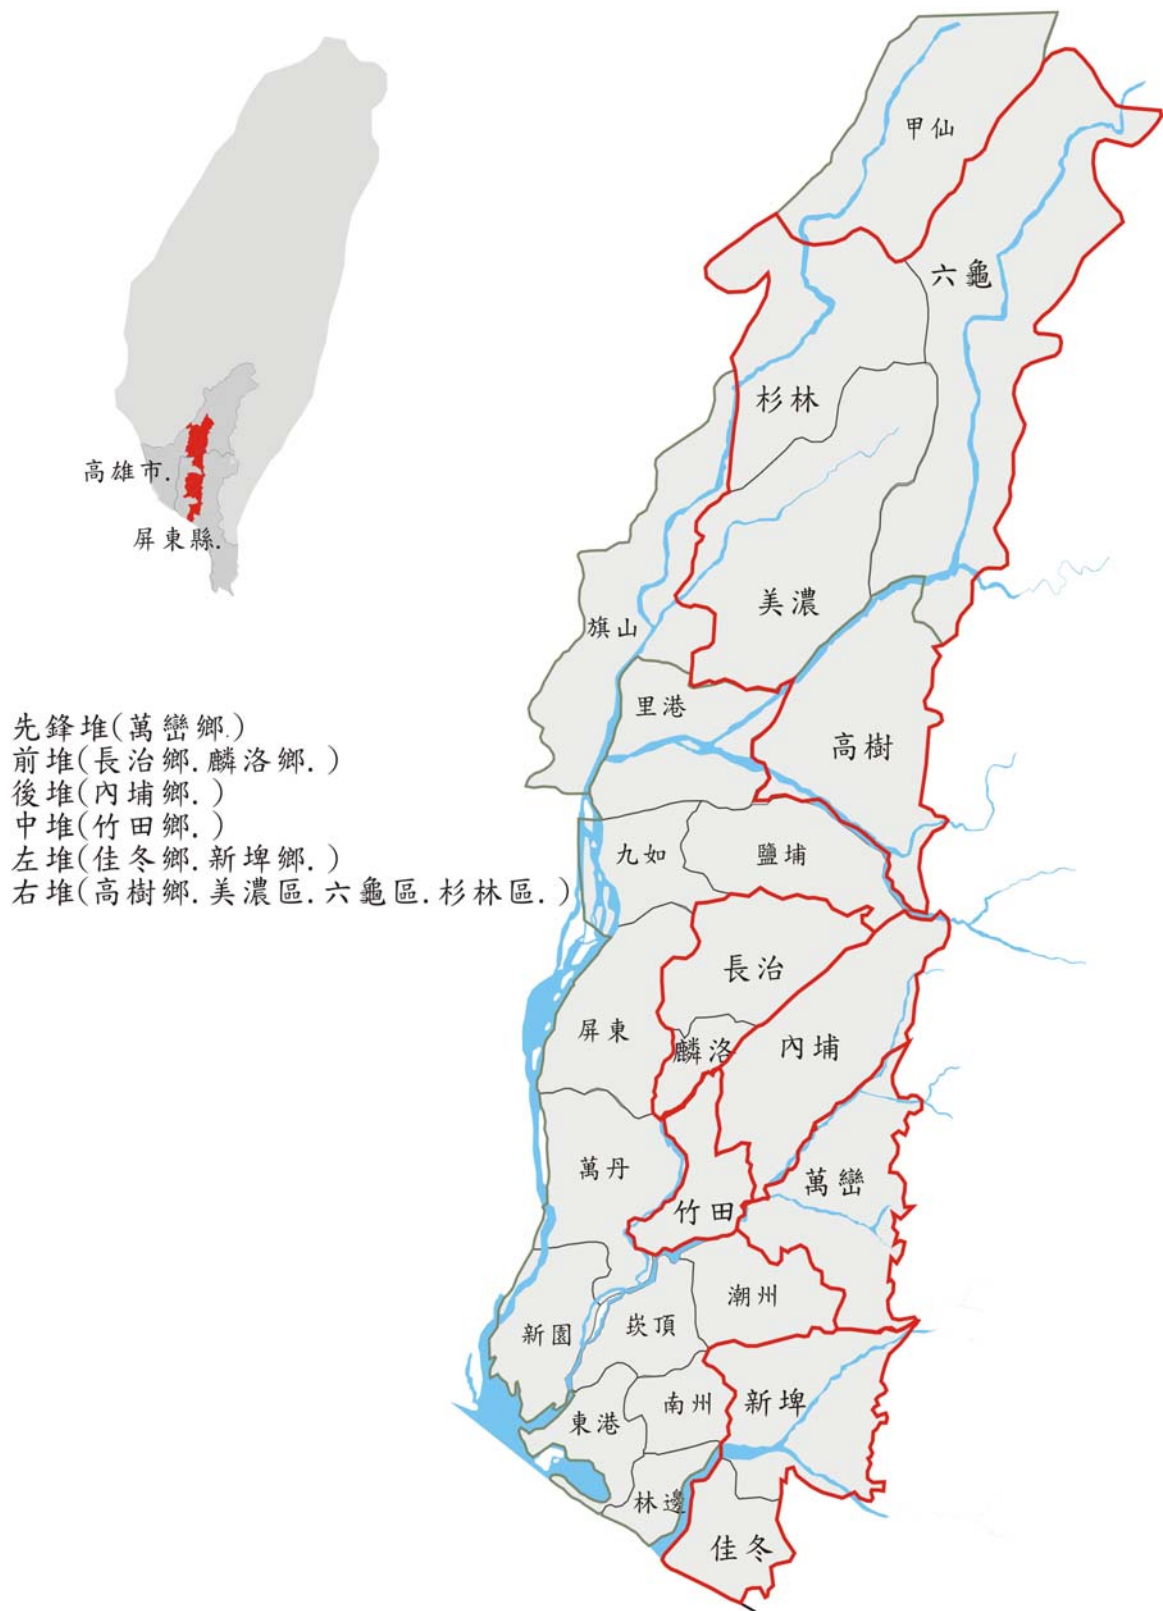 甲仙
六龜
杉林
高雄市.
屏東縣.
美濃
旗山
里港
先鋒堆(萬巒鄉.)
前堆(長治鄉.麟洛鄉.)
後堆(內埔鄉.)
中堆(竹田鄉.)
左堆(佳冬鄉.新埤鄉.)
右堆(高樹鄉.美濃區.六龜區.杉林區.)
高樹
九如
鹽埔
長治
屏東
麟洛
內埔
萬丹
萬巒
竹田
潮州
新園
崁頂
南州
新埤
東港
林邊
佳冬